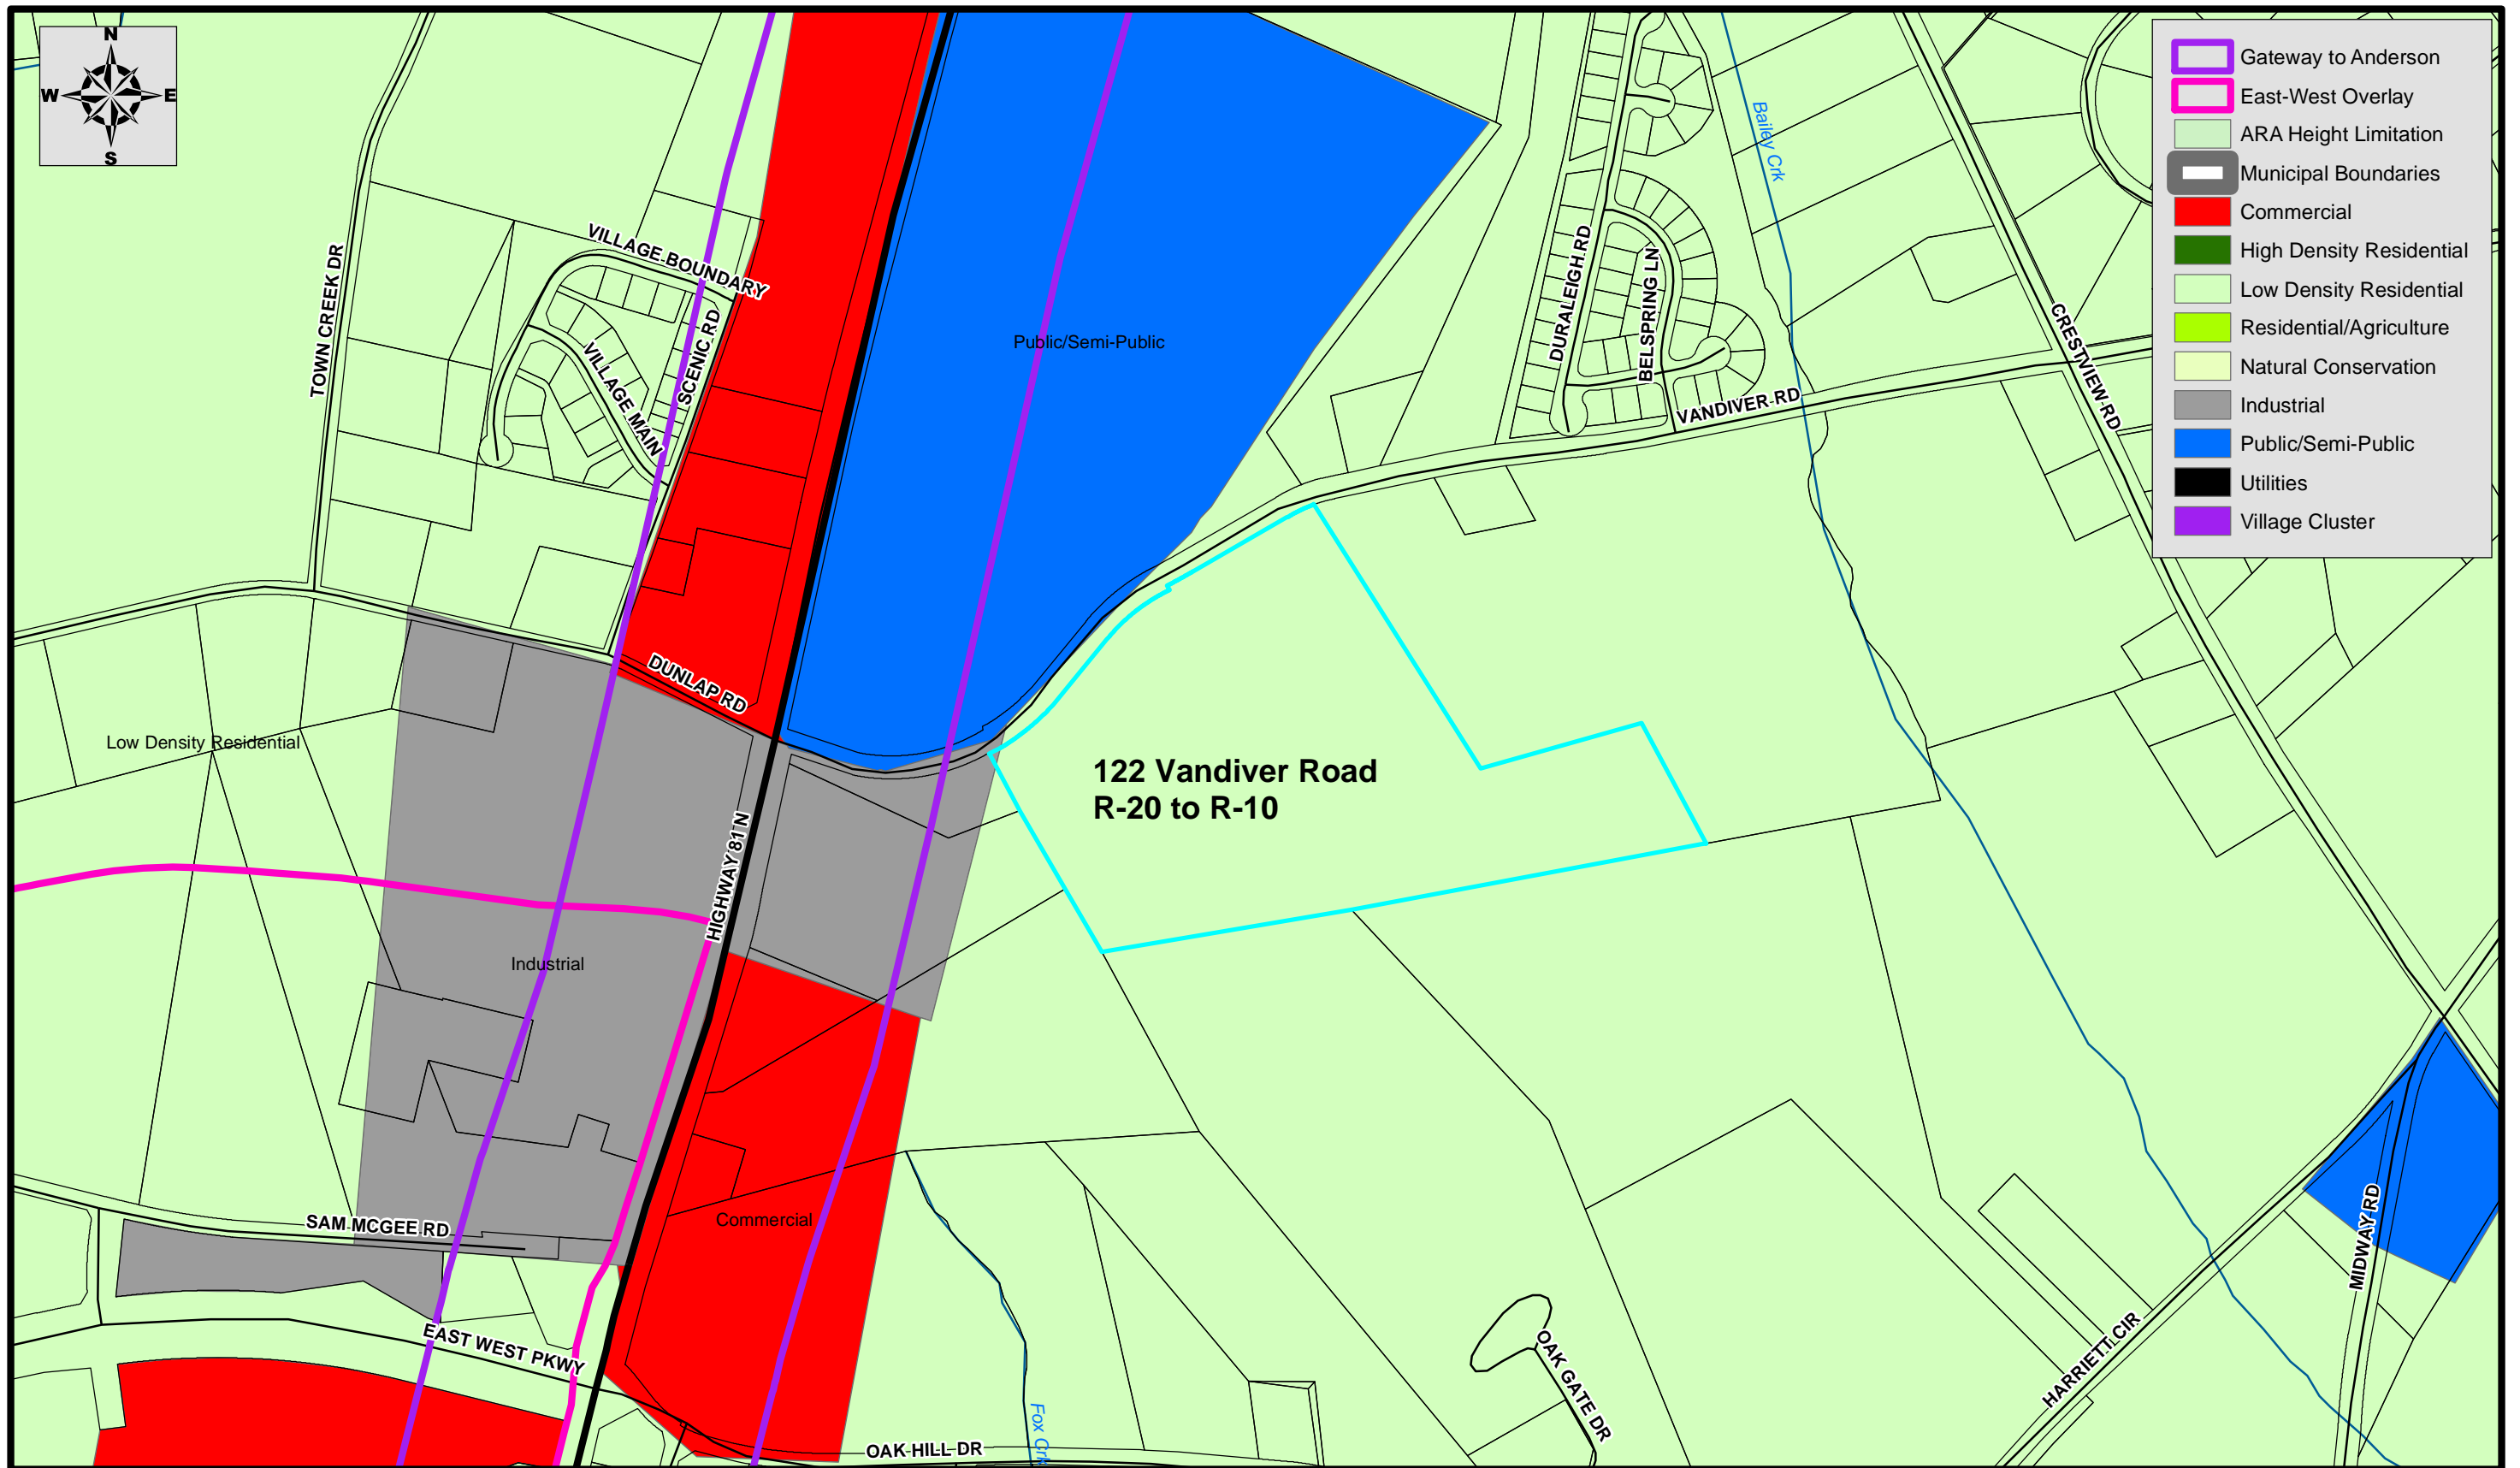 N
W E
S
Gateway to Anderson
East-West Overlay
ARA Height Limitation
Municipal Boundaries
Commercial
High Density Residential
Low Density Residential
Residential/Agriculture
Natural Conservation
Industrial
Public/Semi-Public
Utilities
Village Cluster
Bailey Crk
TOWN CREEK DR
VILLAGE BOUNDARY
SCENIC RD
VILLAGE MAIN
Public/Semi-Public
DURALEIGH RD
BELSPRING LN
VANDIVER RD
CRESTVIEW RD
DUNLAP RD
Low Density Residential
122 Vandiver Road
R-20 to R-10
HIGHWAY 81 N
Industrial
SAM MCGEE RD
Commercial
EAST WEST PKWY
OAK HILL DR
Fox Crk
OAK GATE DR
HARRIETT CIR
MIDWAY RD